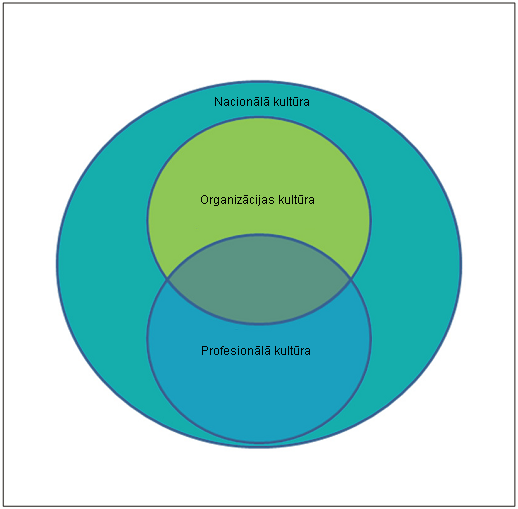 Nacionālā kultūra
Organizācijas kultūra
Profesionālā kultūra